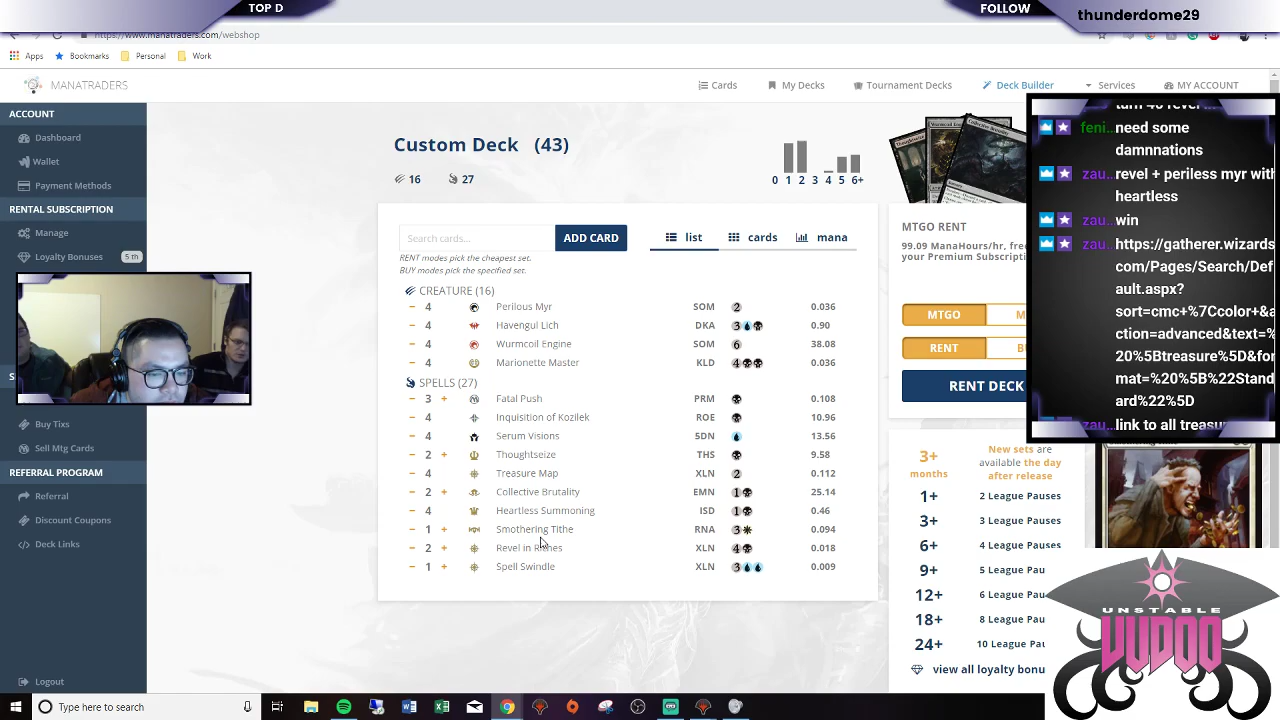 TOP D
FOLLOW
thunderdome29
https://www.manatraders.com/webshop
Apps
Bookmarks
Personal
Work
MANATRADERS
Cards
My Decks
Tournament Decks
Deck Builder
Services
MY ACCOUNT
ACCOUNT
Dashboard
Wallet
Payment Methods
RENTAL SUBSCRIPTION
Manage
Loyalty Bonuses 5 m
Buy Tixs
Sell Mtg Cards
REFERRAL PROGRAM
Referral
Discount Coupons
Deck Links
Logout
Custom Deck (43)
16 27
0 1 2 3 4 5 6+
Search cards...
ADD CARD
list cards mana
RENT modes pick the cheapest set.
BUY modes pick the specified set.
CREATURE (16)
− 4 Perilous Myr SOM 2 0.036
− 4 Havengul Lich DKA 3 0.90
− 4 Wurmcoil Engine SOM 6 38.08
− 4 Marionette Master KLD 4 0.036
SPELLS (27)
− 3 + Fatal Push PRM 0.108
− 4 Inquisition of Kozilek ROE 10.96
− 4 Serum Visions 5DN 13.56
− 2 + Thoughtseize THS 9.58
− 4 Treasure Map XLN 2 0.112
− 2 + Collective Brutality EMN 1 25.14
− 4 Heartless Summoning ISD 1 0.46
− 1 + Smothering Tithe RNA 3 0.094
− 2 + Revel in Riches XLN 4 0.018
− 1 + Spell Swindle XLN 3 0.009
MTGO RENT
99.09 ManaHours/hr, free
your Premium Subscripti
MTGO
RENT
RENT DECK
3+
months
New sets are
available the day
after release
1+ 2 League Pauses
3+ 3 League Pauses
6+ 4 League Pauses
9+ 5 League Pau
12+ 6 League Pau
18+ 8 League Pau
24+ 10 League Pau
view all loyalty bonu
feni... need some
damnnations
zau... revel + periless myr with
heartless
zau... win
zau... https://gatherer.wizards
com/Pages/Search/Def
ault.aspx?
sort=cmc+%7Ccolor+&a
ction=advanced&text=%
20%5Btreasure%5D&for
mat=%20%5B%22Stand
ard%22%5D
zau... link to all treasur
UNSTABLE
VUDOO
Type here to search